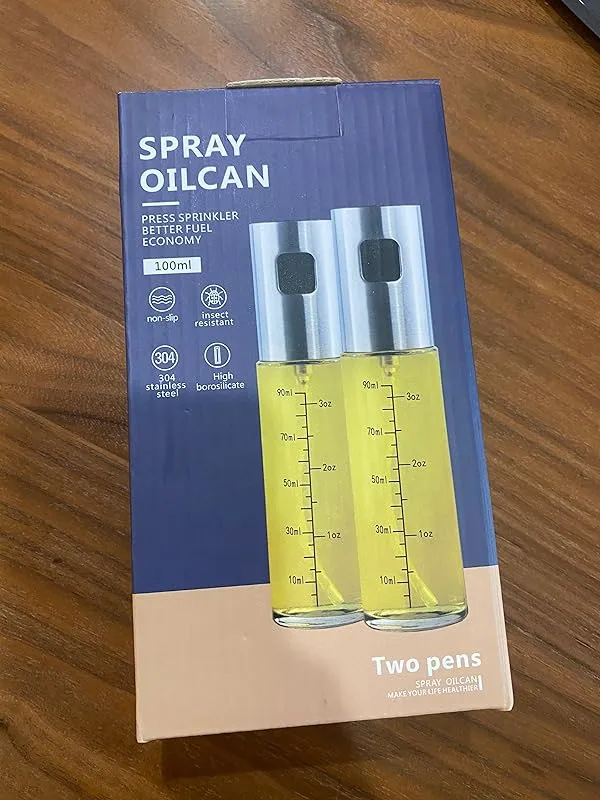 SPRAY
OILCAN
PRESS SPRINKLER
BETTER FUEL
ECONOMY
100ml
non-slip
insect
resistant
304
304
stainless
steel
High
borosilicate
90ml
3oz
70ml
2oz
50ml
30ml
1oz
10ml
90ml
3oz
70ml
2oz
50ml
30ml
1oz
10ml
Two pens
SPRAY OILCAN
MAKE YOUR LIFE HEALTHIER